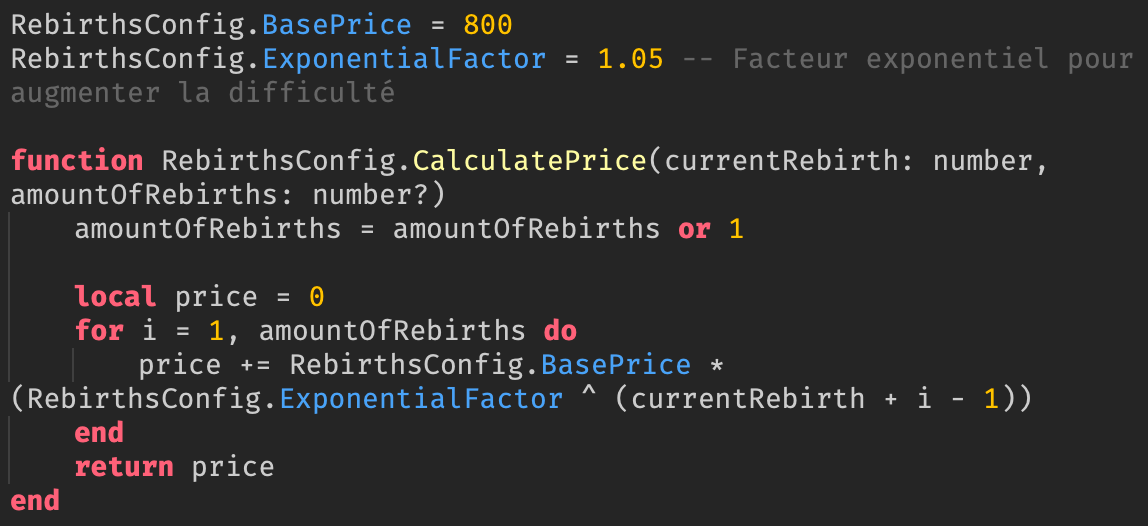 RebirthsConfig.BasePrice = 800
RebirthsConfig.ExponentialFactor = 1.05 -- Facteur exponentiel pour
augmenter la difficulté
function RebirthsConfig.CalculatePrice(currentRebirth: number,
amountOfRebirths: number?)
amountOfRebirths = amountOfRebirths or 1
local price = 0
for i = 1, amountOfRebirths do
price += RebirthsConfig.BasePrice *
(RebirthsConfig.ExponentialFactor ^ (currentRebirth + i - 1))
end
return price
end